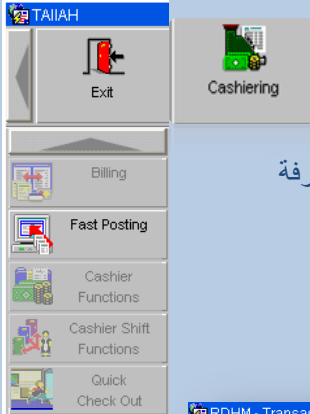 TAIIAH
Exit
Cashiering
Billing
Fast Posting
Cashier
Functions
Cashier Shift
Functions
Quick
Check Out